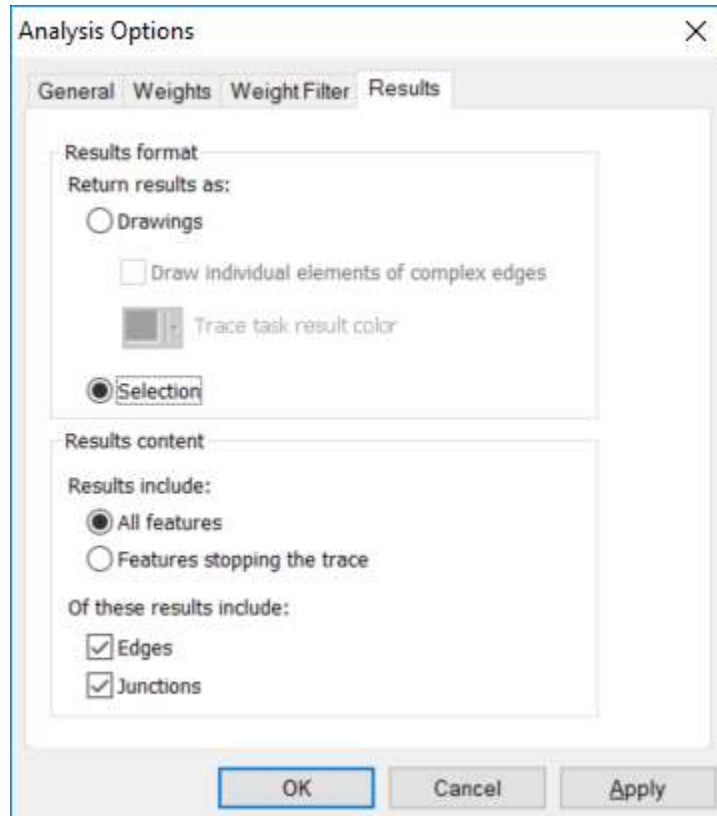 Analysis Options
General Weights Weight Filter Results
Results format
Return results as:
Drawings
Draw individual elements of complex edges
Trace task result color
Selection
Results content
Results include:
All features
Features stopping the trace
Of these results include:
Edges
Junctions
OK Cancel Apply